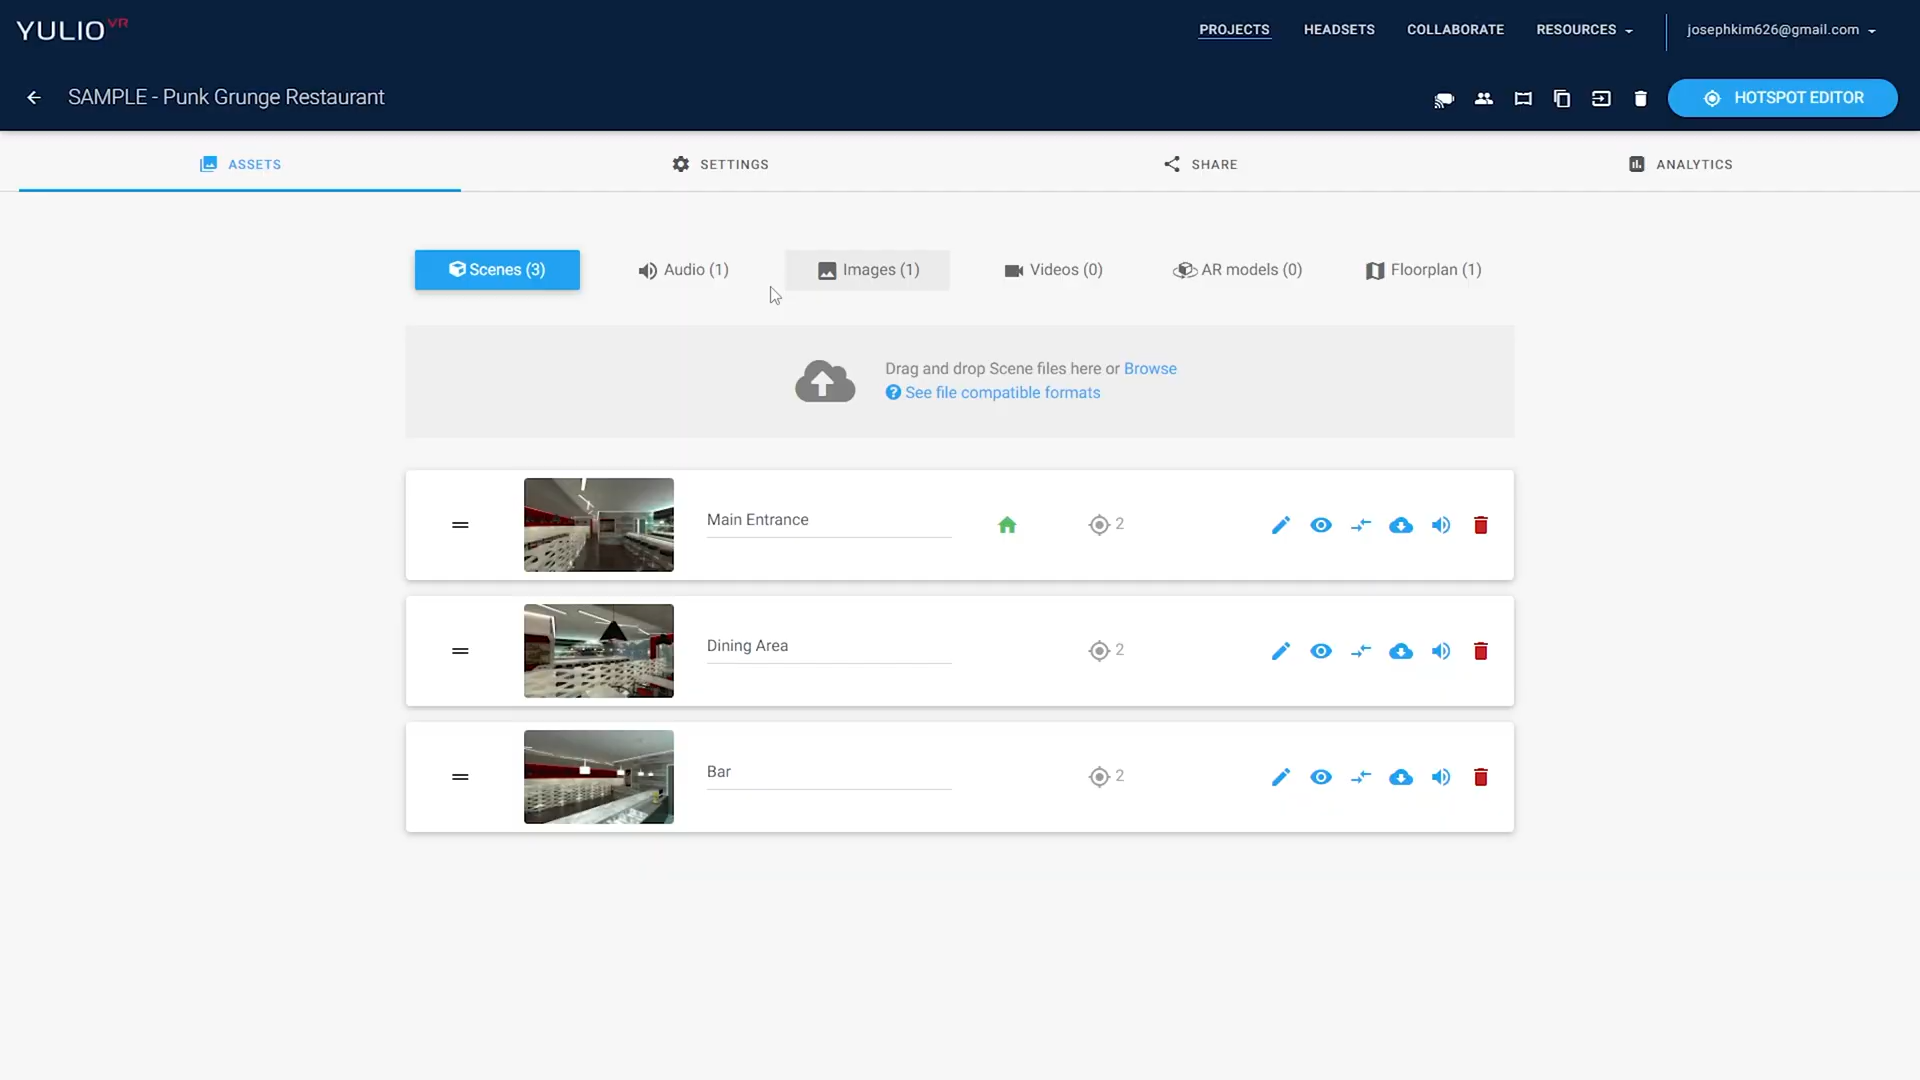 YULIO VR
PROJECTS
HEADSETS
COLLABORATE
RESOURCES
josephkim626@gmail.com
SAMPLE - Punk Grunge Restaurant
HOTSPOT EDITOR
ASSETS
SETTINGS
SHARE
ANALYTICS
Scenes (3)
Audio (1)
Images (1)
Videos (0)
AR models (0)
Floorplan (1)
Drag and drop Scene files here or Browse
See file compatible formats
Main Entrance
2
Dining Area
2
Bar
2